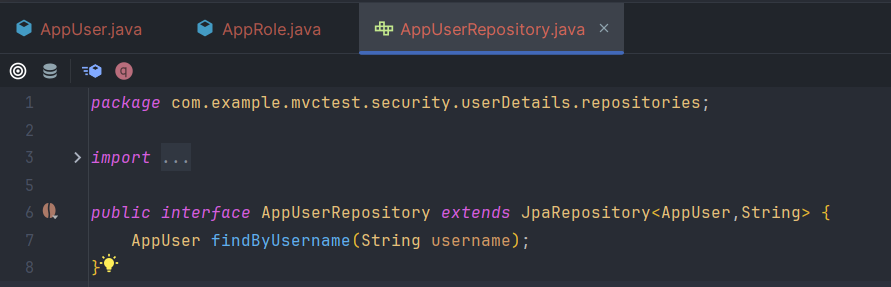 AppUser.java AppRole.java AppUserRepository.java ×
q
1 package com.example.mvctest.security.userDetails.repositories;
2
3 > import ...
5
6 public interface AppUserRepository extends JpaRepository<AppUser,String> {
7 AppUser findByUsername(String username);
8 }